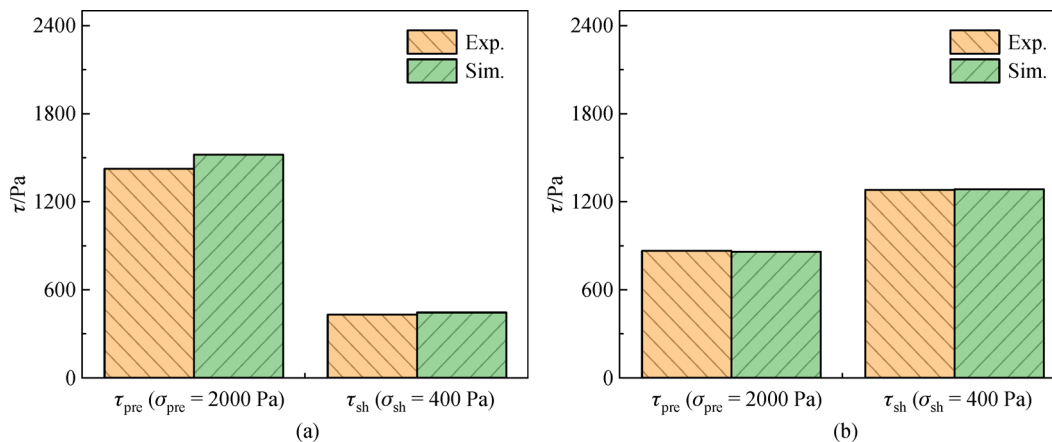 2400
1800
1200
600
0
τ/Pa
Exp.
Sim.
τpre (σpre = 2000 Pa)
τsh (σsh = 400 Pa)
(a)
2400
1800
1200
600
0
τ/Pa
Exp.
Sim.
τpre (σpre = 2000 Pa)
τsh (σsh = 400 Pa)
(b)